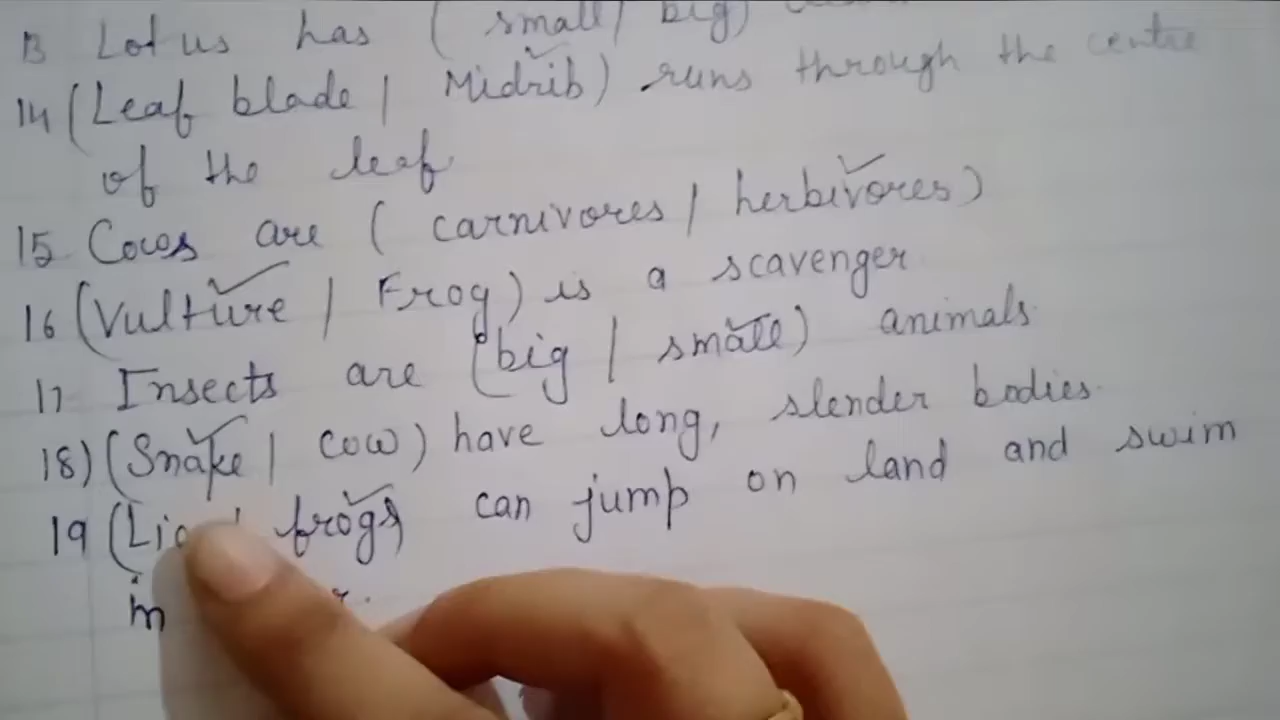 13 Lotus has ( small / big)
14 (Leaf blade / Midrib) runs through the centre
of the leaf
15 Cows are ( carnivores / herbivores)
16 (Vulture / Frog) is a scavenger
17 Insects are (big / small) animals.
18) (Snake / cow) have long, slender bodies.
19 ( frogs) can jump on land and swim
in